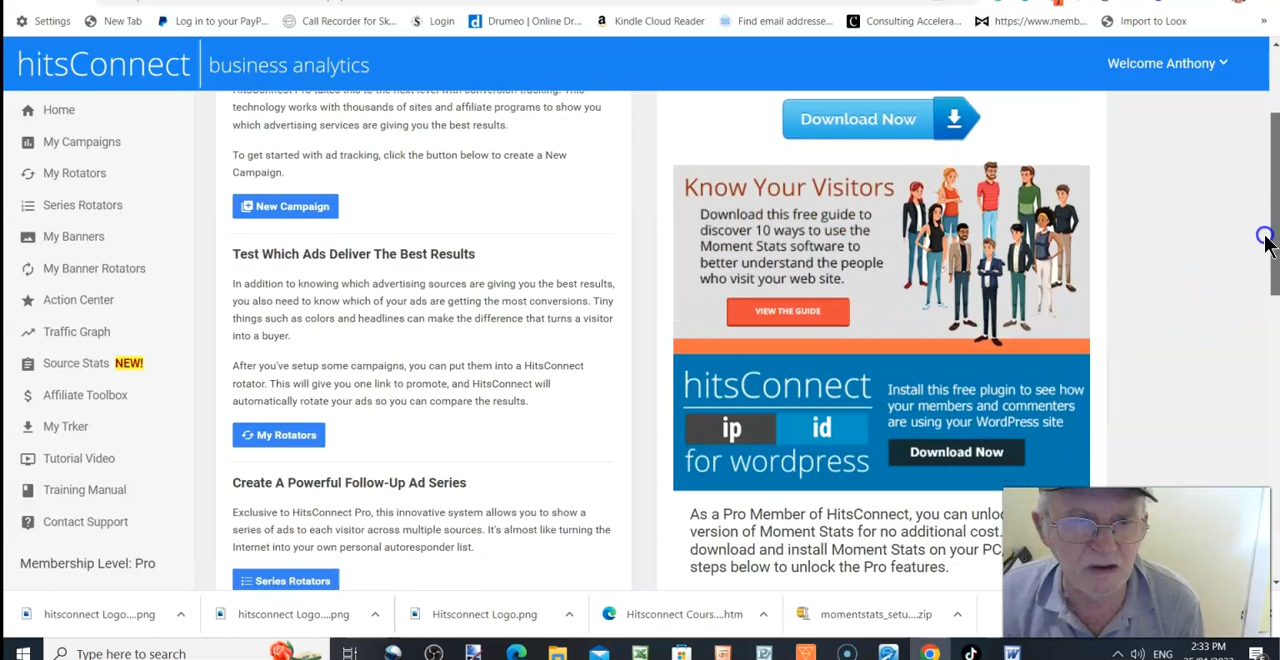 Settings
New Tab
Log in to your PayP...
Call Recorder for Sk...
Login
Drumeo | Online Dr...
Kindle Cloud Reader
Find email addresse...
Consulting Accelera...
https://www.memb...
Import to Loox
»
hitsConnect business analytics
Welcome Anthony
Home
My Campaigns
My Rotators
Series Rotators
My Banners
My Banner Rotators
Action Center
Traffic Graph
Source Stats NEW!
Affiliate Toolbox
My Trker
Tutorial Video
Training Manual
Contact Support
Membership Level: Pro
technology works with thousands of sites and affiliate programs to show you
which advertising services are giving you the best results.
To get started with ad tracking, click the button below to create a New
Campaign.
New Campaign
Test Which Ads Deliver The Best Results
In addition to knowing which advertising sources are giving you the best results,
you also need to know which of your ads are getting the most conversions. Tiny
things such as colors and headlines can make the difference that turns a visitor
into a buyer.
After you've setup some campaigns, you can put them into a HitsConnect
rotator. This will give you one link to promote, and HitsConnect will
automatically rotate your ads so you can compare the results.
My Rotators
Create A Powerful Follow-Up Ad Series
Exclusive to HitsConnect Pro, this innovative system allows you to show a
series of ads to each visitor across multiple sources. It's almost like turning the
Internet into your own personal autoresponder list.
Series Rotators
Download Now
Know Your Visitors
Download this free guide to
discover 10 ways to use the
Moment Stats software to
better understand the people
who visit your web site.
VIEW THE GUIDE
hitsConnect
ip id
for wordpress
Install this free plugin to see how
your members and commenters
are using your WordPress site
Download Now
As a Pro Member of HitsConnect, you can
version of Moment Stats for no additional cost.
download and install Moment Stats on your PC
steps below to unlock the Pro features.
hitsconnect Logo....png
hitsconnect Logo....png
Hitsconnect Logo.png
Hitsconnect Cours....htm
momentstats_setu....zip
Type here to search
ENG
2:33 PM